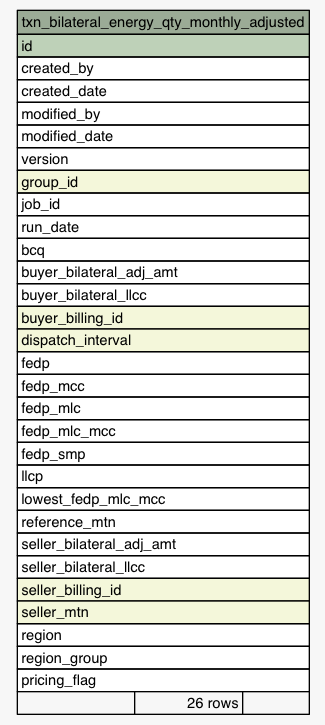 txn_bilateral_energy_qty_monthly_adjusted
id
created_by
created_date
modified_by
modified_date
version
group_id
job_id
run_date
bcq
buyer_bilateral_adj_amt
buyer_bilateral_llcc
buyer_billing_id
dispatch_interval
fedp
fedp_mcc
fedp_mlc
fedp_mlc_mcc
fedp_smp
llcp
lowest_fedp_mlc_mcc
reference_mtn
seller_bilateral_adj_amt
seller_bilateral_llcc
seller_billing_id
seller_mtn
region
region_group
pricing_flag
26 rows